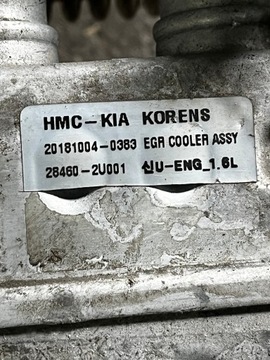 HMC-KIA KORENS
20181004-0383 EGR COOLER ASSY
28460-2U001 신U-ENG_1.6L